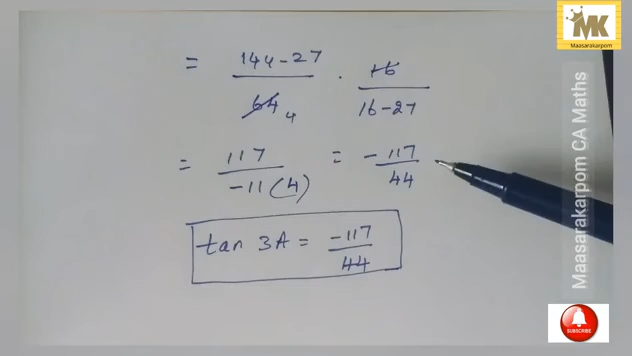 MK
Maasarakarpom
= 144-27/64 4 . 16/16-27
= 117/-11(4) = -117/44
tan 3A = -117/44
Maasarakarpom CA Maths
SUBSCRIBE